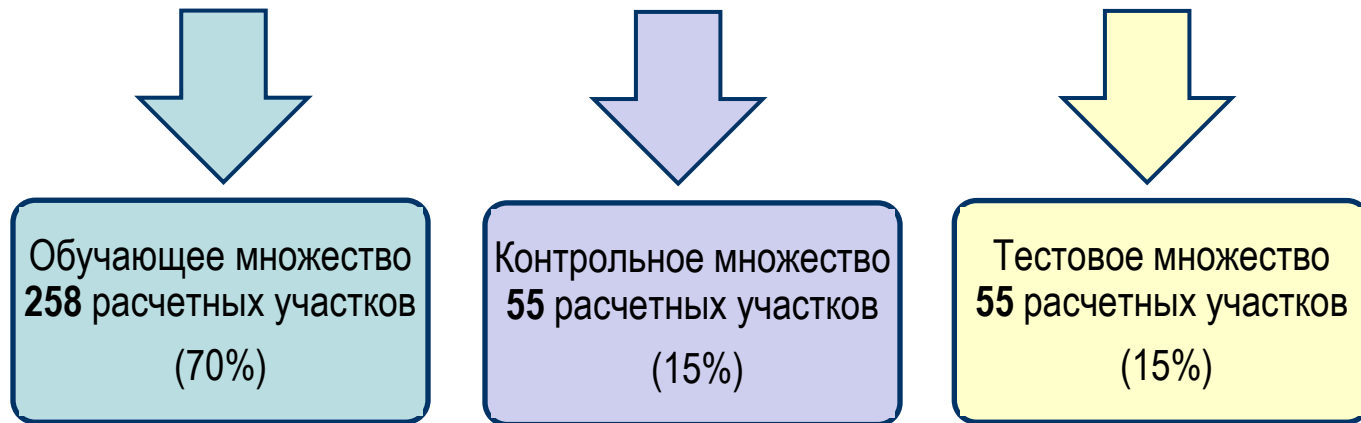 Обучающее множество
258 расчетных участков
(70%)
Контрольное множество
55 расчетных участков
(15%)
Тестовое множество
55 расчетных участков
(15%)